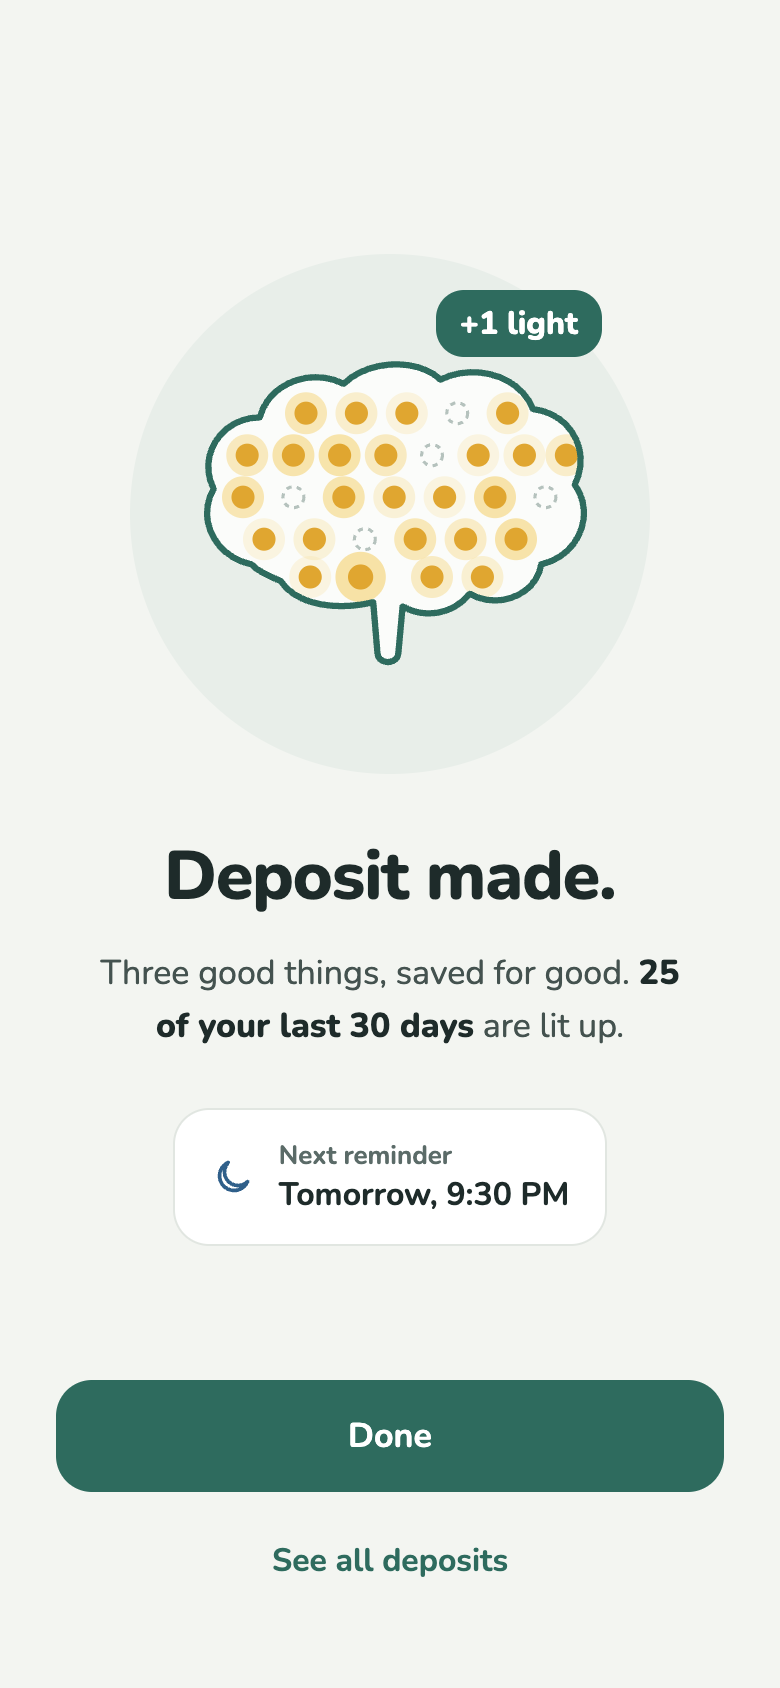 +1 light
Deposit made.
Three good things, saved for good. 25
of your last 30 days are lit up.
Next reminder
Tomorrow, 9:30 PM
Done
See all deposits